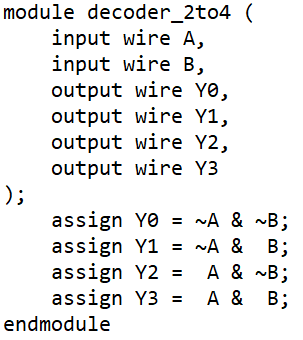 module decoder_2to4 (
    input wire A,
    input wire B,
    output wire Y0,
    output wire Y1,
    output wire Y2,
    output wire Y3
);
    assign Y0 = ~A & ~B;
    assign Y1 = ~A &  B;
    assign Y2 =  A & ~B;
    assign Y3 =  A &  B;
endmodule